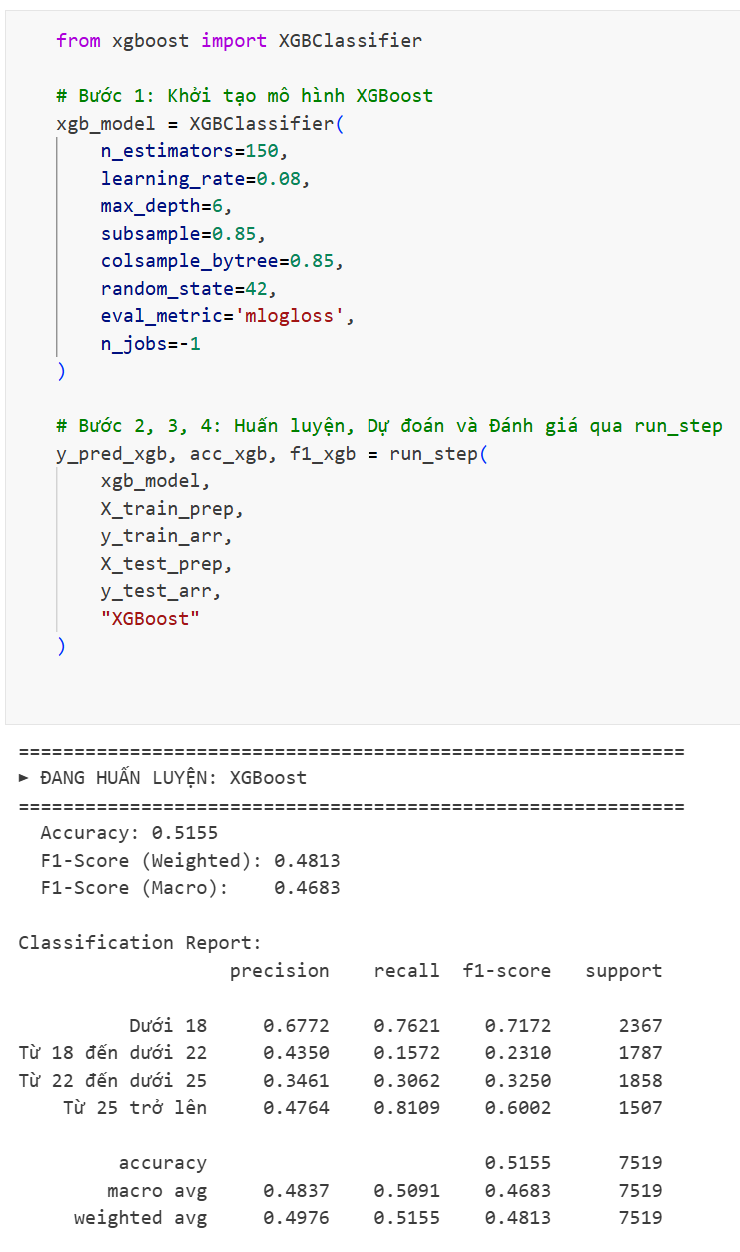 from xgboost import XGBClassifier
# Bước 1: Khởi tạo mô hình XGBoost
xgb_model = XGBClassifier(
    n_estimators=150,
    learning_rate=0.08,
    max_depth=6,
    subsample=0.85,
    colsample_bytree=0.85,
    random_state=42,
    eval_metric='mlogloss',
    n_jobs=-1
)
# Bước 2, 3, 4: Huấn luyện, Dự đoán và Đánh giá qua run_step
y_pred_xgb, acc_xgb, f1_xgb = run_step(
    xgb_model,
    X_train_prep,
    y_train_arr,
    X_test_prep,
    y_test_arr,
    "XGBoost"
)
============================================================
► ĐANG HUẤN LUYỆN: XGBoost
============================================================
  Accuracy: 0.5155
  F1-Score (Weighted): 0.4813
  F1-Score (Macro):    0.4683
Classification Report:
                   precision    recall  f1-score   support
          Dưới 18     0.6772    0.7621    0.7172      2367
Từ 18 đến dưới 22     0.4350    0.1572    0.2310      1787
Từ 22 đến dưới 25     0.3461    0.3062    0.3250      1858
    Từ 25 trở lên     0.4764    0.8109    0.6002      1507
         accuracy                         0.5155      7519
        macro avg     0.4837    0.5091    0.4683      7519
     weighted avg     0.4976    0.5155    0.4813      7519